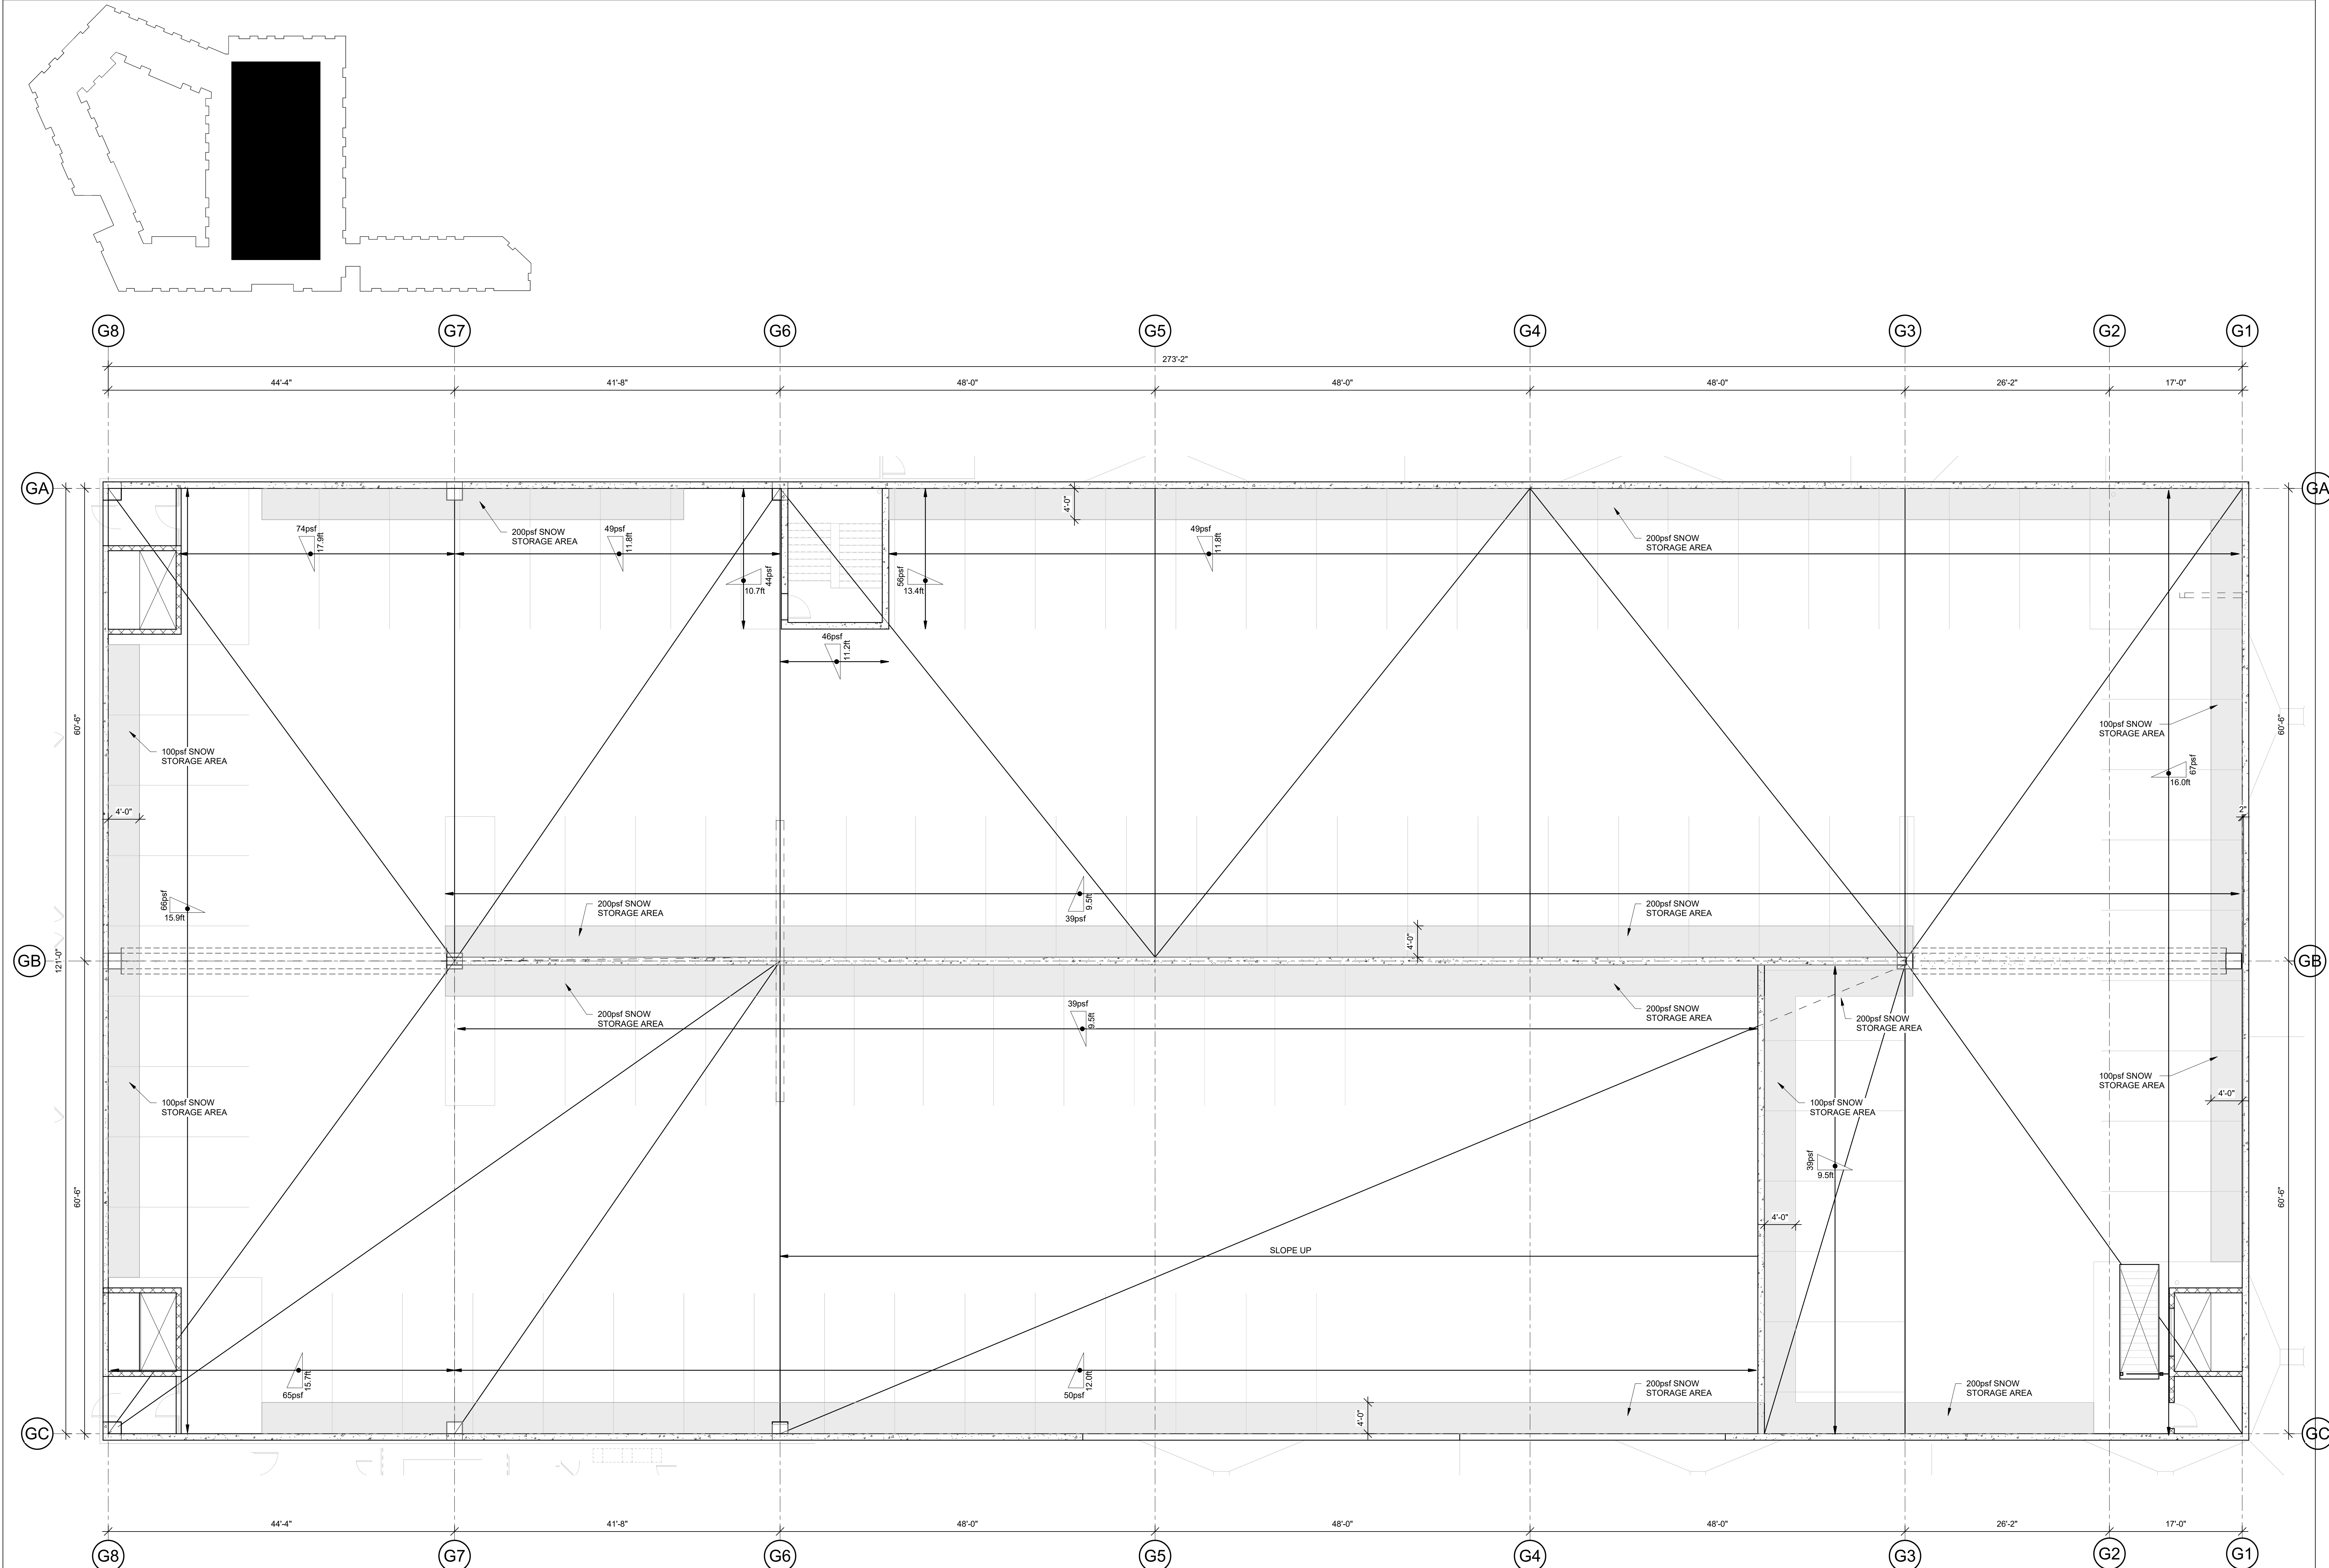 G8
G7
G6
G5
G4
G3
G2
G1
273'-2"
44'-4"
41'-8"
48'-0"
48'-0"
48'-0"
26'-2"
17'-0"
GA
GA
4'-0"
74psf
17.9ft
200psf SNOW
STORAGE AREA
49psf
11.8ft
49psf
11.8ft
200psf SNOW
STORAGE AREA
44psf
10.7ft
56psf
13.4ft
46psf
11.2ft
60'-6"
60'-6"
100psf SNOW
STORAGE AREA
100psf SNOW
STORAGE AREA
67psf
16.0ft
4'-0"
2"
66psf
15.9ft
200psf SNOW
STORAGE AREA
9.5ft
39psf
200psf SNOW
STORAGE AREA
4'-0"
GB
121'-0"
GB
200psf SNOW
STORAGE AREA
39psf
9.5ft
200psf SNOW
STORAGE AREA
200psf SNOW
STORAGE AREA
100psf SNOW
STORAGE AREA
100psf SNOW
STORAGE AREA
100psf SNOW
STORAGE AREA
4'-0"
39psf
9.5ft
60'-6"
60'-6"
4'-0"
SLOPE UP
15.7ft
65psf
12.0ft
50psf
200psf SNOW
STORAGE AREA
200psf SNOW
STORAGE AREA
4'-0"
GC
GC
44'-4"
41'-8"
48'-0"
48'-0"
48'-0"
26'-2"
17'-0"
G8
G7
G6
G5
G4
G3
G2
G1